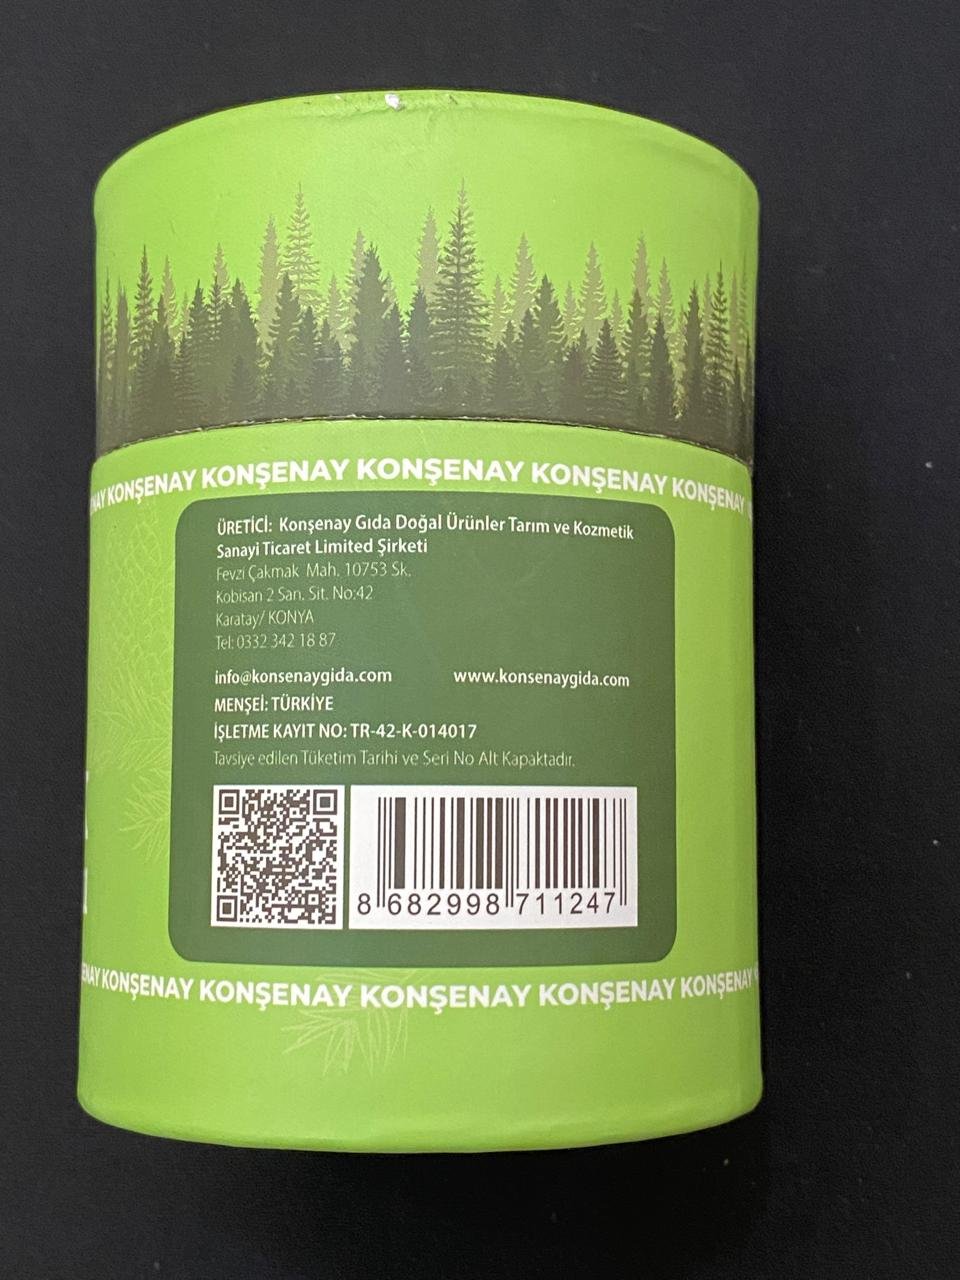 KONŞENAY KONŞENAY KONŞENAY KONŞENAY KONŞENAY
ÜRETİCİ: Konşenay Gıda Doğal Ürünler Tarım ve Kozmetik
Sanayi Ticaret Limited Şirketi
Fevzi Çakmak Mah. 10753 Sk.
Kobisan 2 San. Sit. No:42
Karatay/ KONYA
Tel: 0332 342 18 87
info@konsenaygida.com www.konsenaygida.com
MENŞEİ: TÜRKİYE
İŞLETME KAYIT NO: TR-42-K-014017
Tavsiye edilen Tüketim Tarihi ve Seri No Alt Kapaktadır.
8 682998 711247
KONŞENAY KONŞENAY KONŞENAY KONŞENAY KONŞENAY